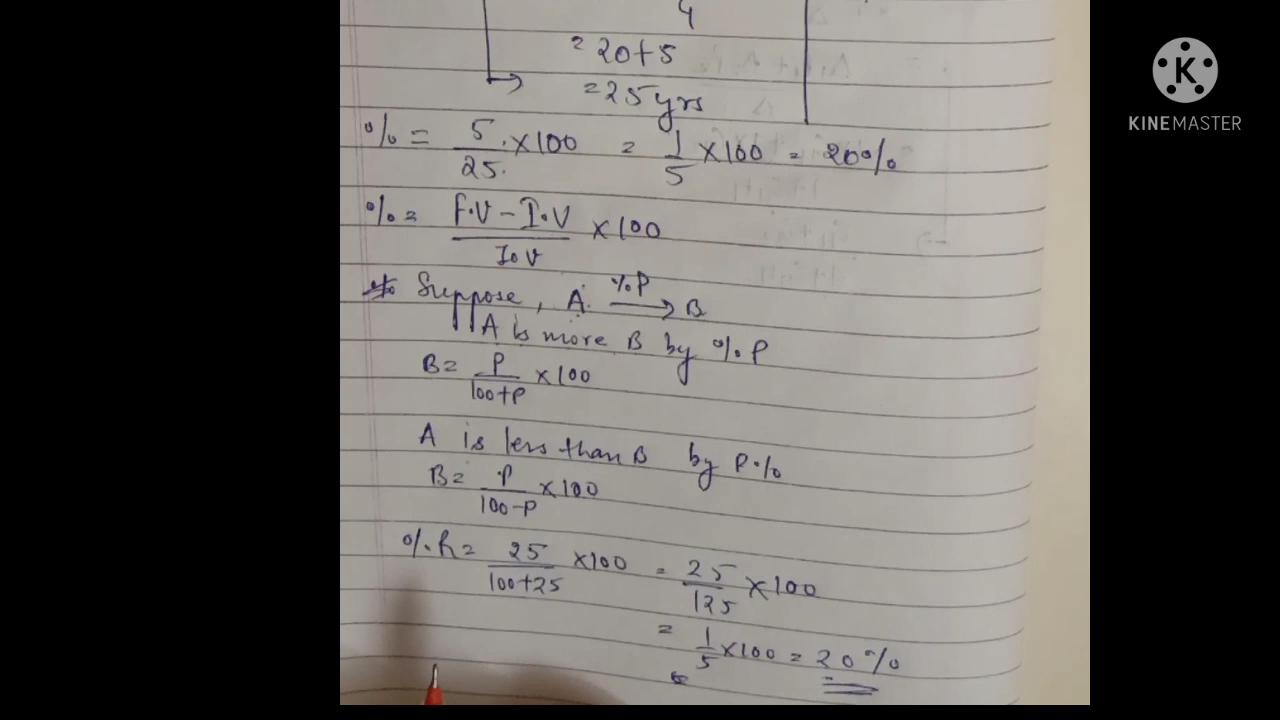 4
= 20+5
= 25 yrs
% = 5/25 × 100 = 1/5 × 100 = 20%
% = F.V - I.V / I.V × 100
Suppose, A %P → B
A is more B by % P
B = P/100+P × 100
A is less than B by P%
B = P/100-P × 100
= 25/100+25 × 100 = 25/125 × 100
= 1/5 × 100 = 20%
K
KINEMASTER